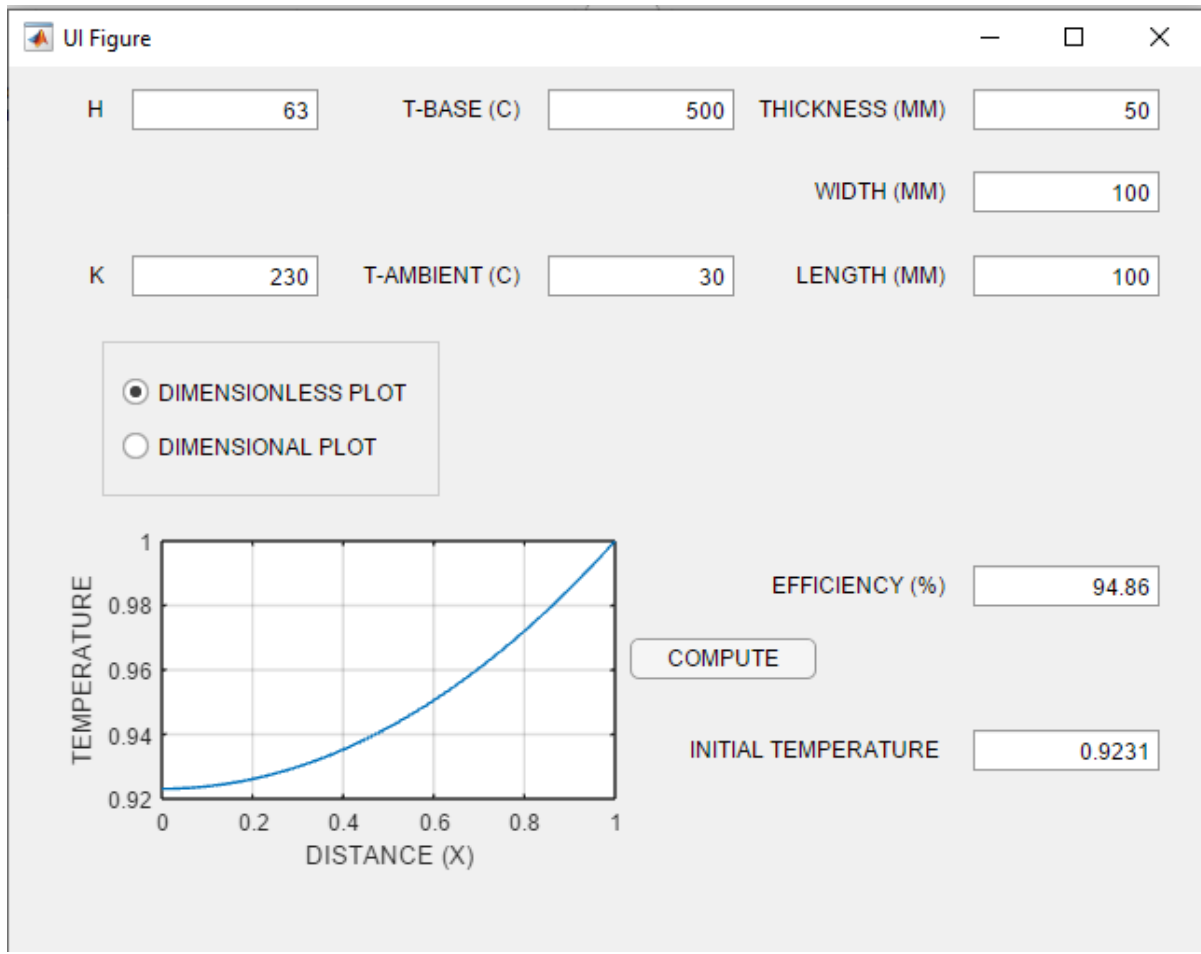 UI Figure
H 63 T-BASE (C) 500 THICKNESS (MM) 50
WIDTH (MM) 100
K 230 T-AMBIENT (C) 30 LENGTH (MM) 100
DIMENSIONLESS PLOT
DIMENSIONAL PLOT
1
0.98
0.96
0.94
0.92
TEMPERATURE
0 0.2 0.4 0.6 0.8 1
DISTANCE (X)
EFFICIENCY (%) 94.86
COMPUTE
INITIAL TEMPERATURE 0.9231